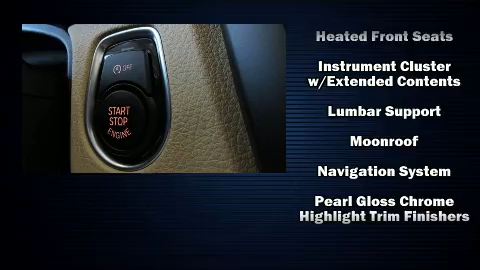 OFF
START
STOP
ENGINE
Heated Front Seats
Instrument Cluster
w/Extended Contents
Lumbar Support
Moonroof
Navigation System
Pearl Gloss Chrome
Highlight Trim Finishers